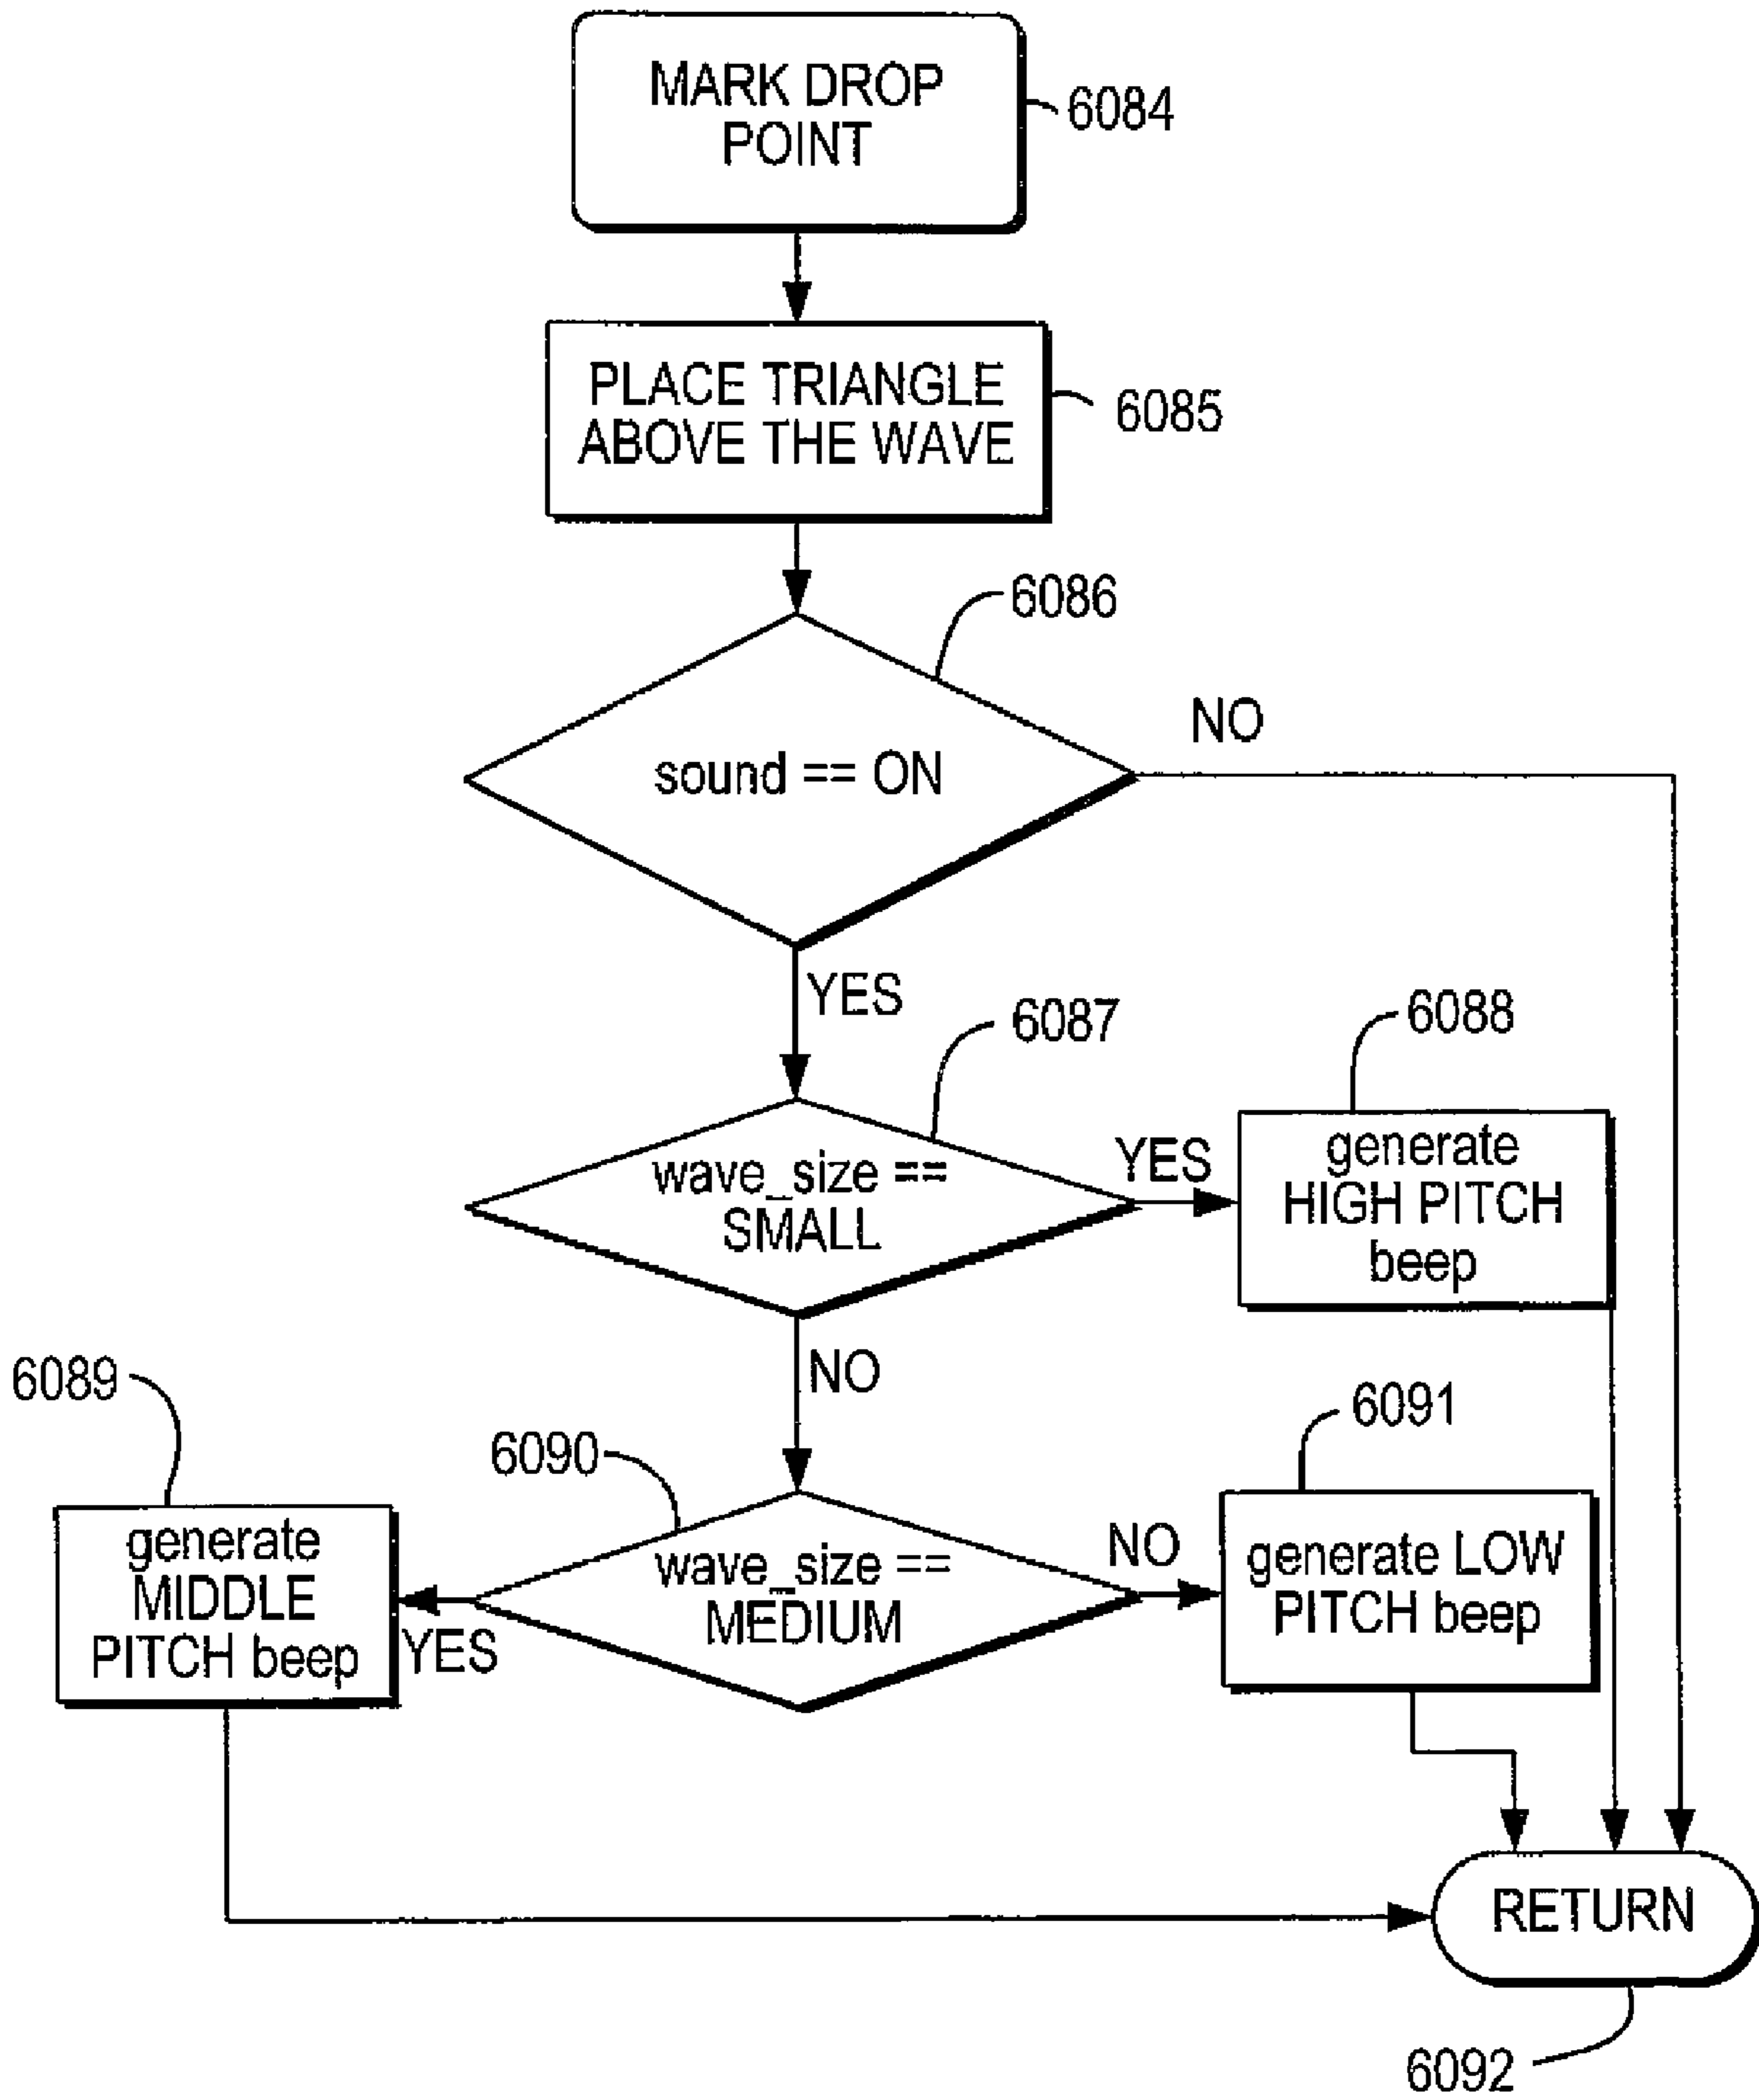 MARK DROP
POINT
6084
PLACE TRIANGLE
ABOVE THE WAVE
6085
6086
sound == ON
NO
YES
6087
wave_size ==
SMALL
YES
6088
generate
HIGH PITCH
beep
NO
6089
generate
MIDDLE
PITCH beep
YES
6090
wave_size ==
MEDIUM
NO
6091
generate LOW
PITCH beep
RETURN
6092